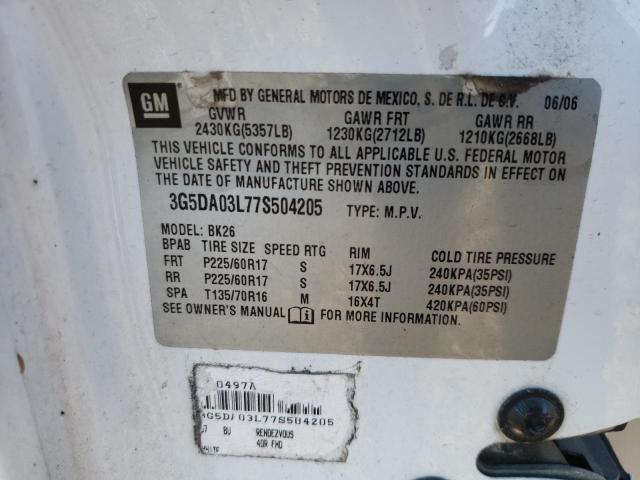 GM
MFD BY GENERAL MOTORS DE MEXICO, S. DE R.L. DE C.V. 06/06
GVWR GAWR FRT GAWR RR
2430KG(5357LB) 1230KG(2712LB) 1210KG(2668LB)
THIS VEHICLE CONFORMS TO ALL APPLICABLE U.S. FEDERAL MOTOR
VEHICLE SAFETY AND THEFT PREVENTION STANDARDS IN EFFECT ON
THE DATE OF MANUFACTURE SHOWN ABOVE.
3G5DA03L77S504205 TYPE: M.P.V.
MODEL: BK26
BPAB TIRE SIZE SPEED RTG RIM COLD TIRE PRESSURE
FRT P225/60R17 S 17X6.5J 240KPA(35PSI)
RR P225/60R17 S 17X6.5J 240KPA(35PSI)
SPA T135/70R16 M 16X4T 420KPA(60PSI)
SEE OWNER'S MANUAL FOR MORE INFORMATION.
0497A
3G5DA03L77S504205
BU RENDEZVOUS
4DR FWD